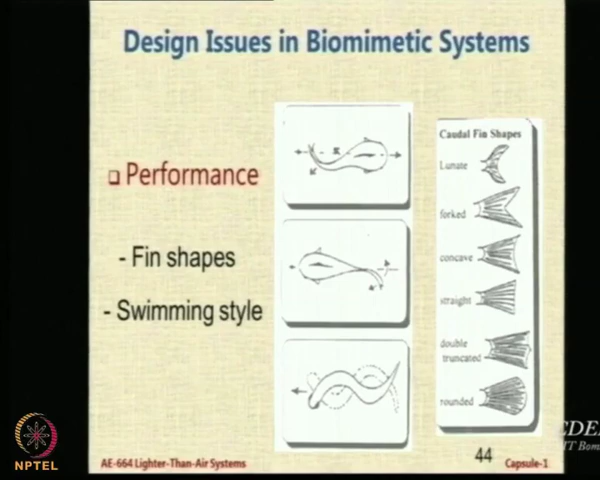 Design Issues in Biomimetic Systems
Performance
- Fin shapes
- Swimming style
Caudal Fin Shapes
Lunate
forked
concave
straight
double
truncated
rounded
NPTEL
AE-664 Lighter-Than-Air Systems
44
Capsule-1